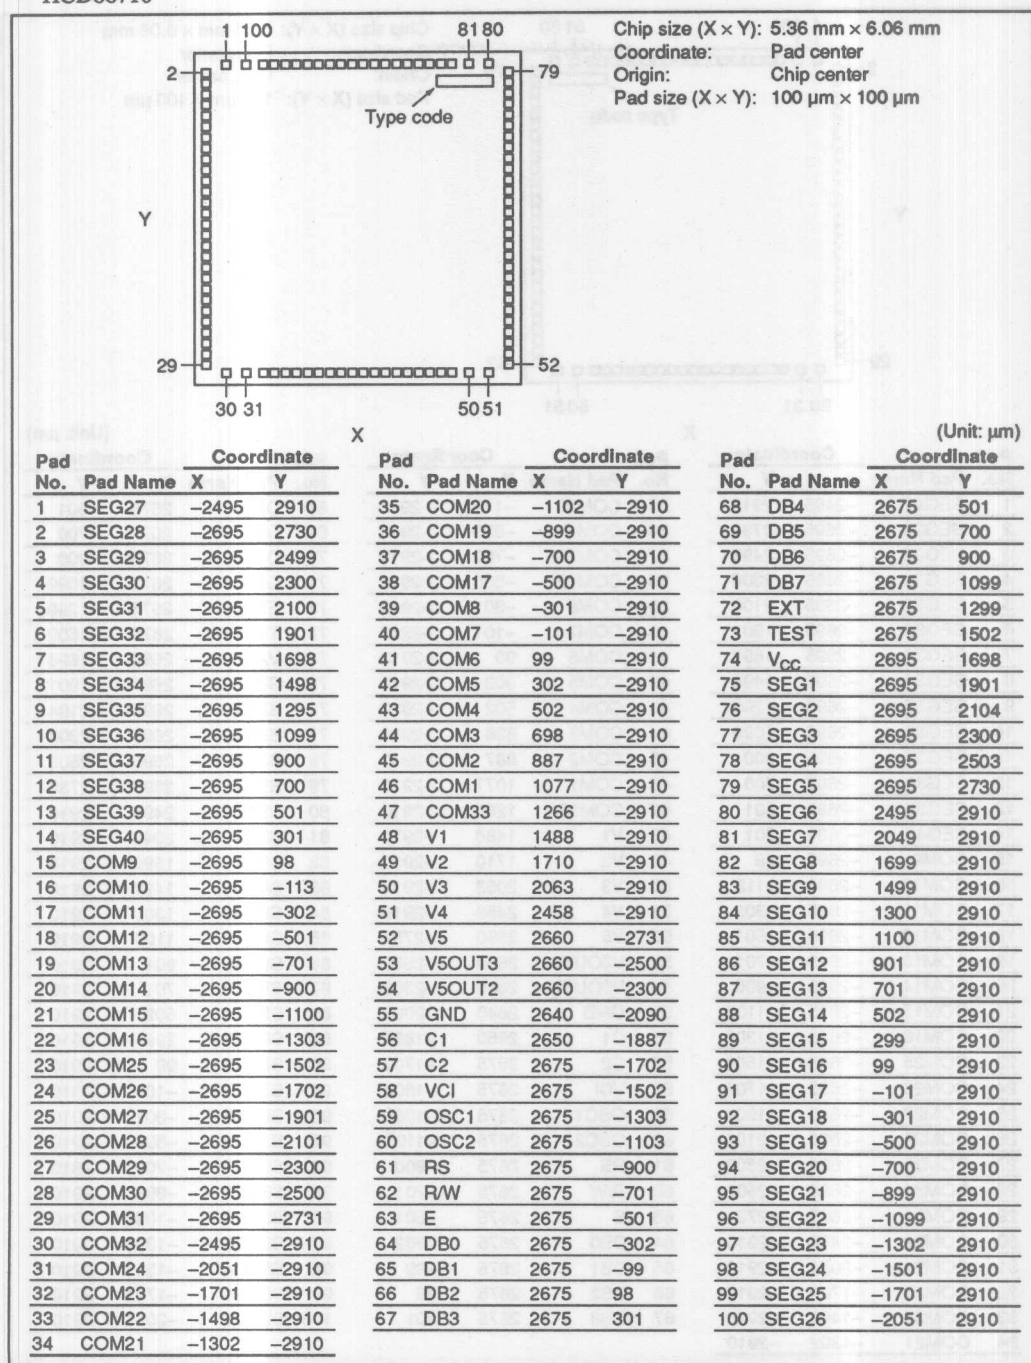 HCD66710
1 100 81 80
Chip size (X × Y): 5.36 mm × 6.06 mm
Coordinate: Pad center
Origin: Chip center
Pad size (X × Y): 100 µm × 100 µm
2 79
Type code
Y
29 52
30 31 50 51
X
(Unit: µm)
Pad Coordinate Pad Coordinate Pad Coordinate
No. Pad Name X Y No. Pad Name X Y No. Pad Name X Y
1 SEG27 –2495 2910 35 COM20 –1102 –2910 68 DB4 2675 501
2 SEG28 –2695 2730 36 COM19 –899 –2910 69 DB5 2675 700
3 SEG29 –2695 2499 37 COM18 –700 –2910 70 DB6 2675 900
4 SEG30 –2695 2300 38 COM17 –500 –2910 71 DB7 2675 1099
5 SEG31 –2695 2100 39 COM8 –301 –2910 72 EXT 2675 1299
6 SEG32 –2695 1901 40 COM7 –101 –2910 73 TEST 2675 1502
7 SEG33 –2695 1698 41 COM6 99 –2910 74 VCC 2695 1698
8 SEG34 –2695 1498 42 COM5 302 –2910 75 SEG1 2695 1901
9 SEG35 –2695 1295 43 COM4 502 –2910 76 SEG2 2695 2104
10 SEG36 –2695 1099 44 COM3 698 –2910 77 SEG3 2695 2300
11 SEG37 –2695 900 45 COM2 887 –2910 78 SEG4 2695 2503
12 SEG38 –2695 700 46 COM1 1077 –2910 79 SEG5 2695 2730
13 SEG39 –2695 501 47 COM33 1266 –2910 80 SEG6 2495 2910
14 SEG40 –2695 301 48 V1 1488 –2910 81 SEG7 2049 2910
15 COM9 –2695 98 49 V2 1710 –2910 82 SEG8 1699 2910
16 COM10 –2695 –113 50 V3 2063 –2910 83 SEG9 1499 2910
17 COM11 –2695 –302 51 V4 2458 –2910 84 SEG10 1300 2910
18 COM12 –2695 –501 52 V5 2660 –2731 85 SEG11 1100 2910
19 COM13 –2695 –701 53 V5OUT3 2660 –2500 86 SEG12 901 2910
20 COM14 –2695 –900 54 V5OUT2 2660 –2300 87 SEG13 701 2910
21 COM15 –2695 –1100 55 GND 2640 –2090 88 SEG14 502 2910
22 COM16 –2695 –1303 56 C1 2650 –1887 89 SEG15 299 2910
23 COM25 –2695 –1502 57 C2 2675 –1702 90 SEG16 99 2910
24 COM26 –2695 –1702 58 VCI 2675 –1502 91 SEG17 –101 2910
25 COM27 –2695 –1901 59 OSC1 2675 –1303 92 SEG18 –301 2910
26 COM28 –2695 –2101 60 OSC2 2675 –1103 93 SEG19 –500 2910
27 COM29 –2695 –2300 61 RS 2675 –900 94 SEG20 –700 2910
28 COM30 –2695 –2500 62 R/W 2675 –701 95 SEG21 –899 2910
29 COM31 –2695 –2731 63 E 2675 –501 96 SEG22 –1099 2910
30 COM32 –2495 –2910 64 DB0 2675 –302 97 SEG23 –1302 2910
31 COM24 –2051 –2910 65 DB1 2675 –99 98 SEG24 –1501 2910
32 COM23 –1701 –2910 66 DB2 2675 98 99 SEG25 –1701 2910
33 COM22 –1498 –2910 67 DB3 2675 301 100 SEG26 –2051 2910
34 COM21 –1302 –2910